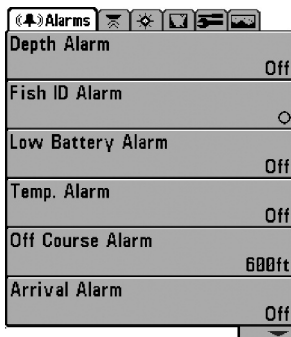 Alarms
Depth Alarm
Off
Fish ID Alarm
Low Battery Alarm
Off
Temp. Alarm
Off
Off Course Alarm
600ft
Arrival Alarm
Off